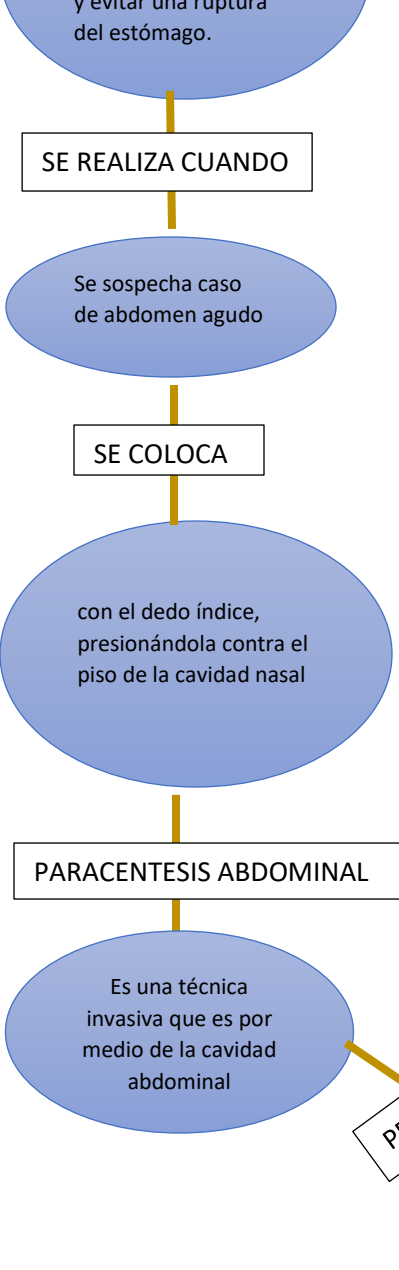 y evitar una ruptura
del estómago.
SE REALIZA CUANDO
Se sospecha caso
de abdomen agudo
SE COLOCA
con el dedo índice,
presionándola contra el
piso de la cavidad nasal
PARACENTESIS ABDOMINAL
Es una técnica
invasiva que es por
medio de la cavidad
abdominal